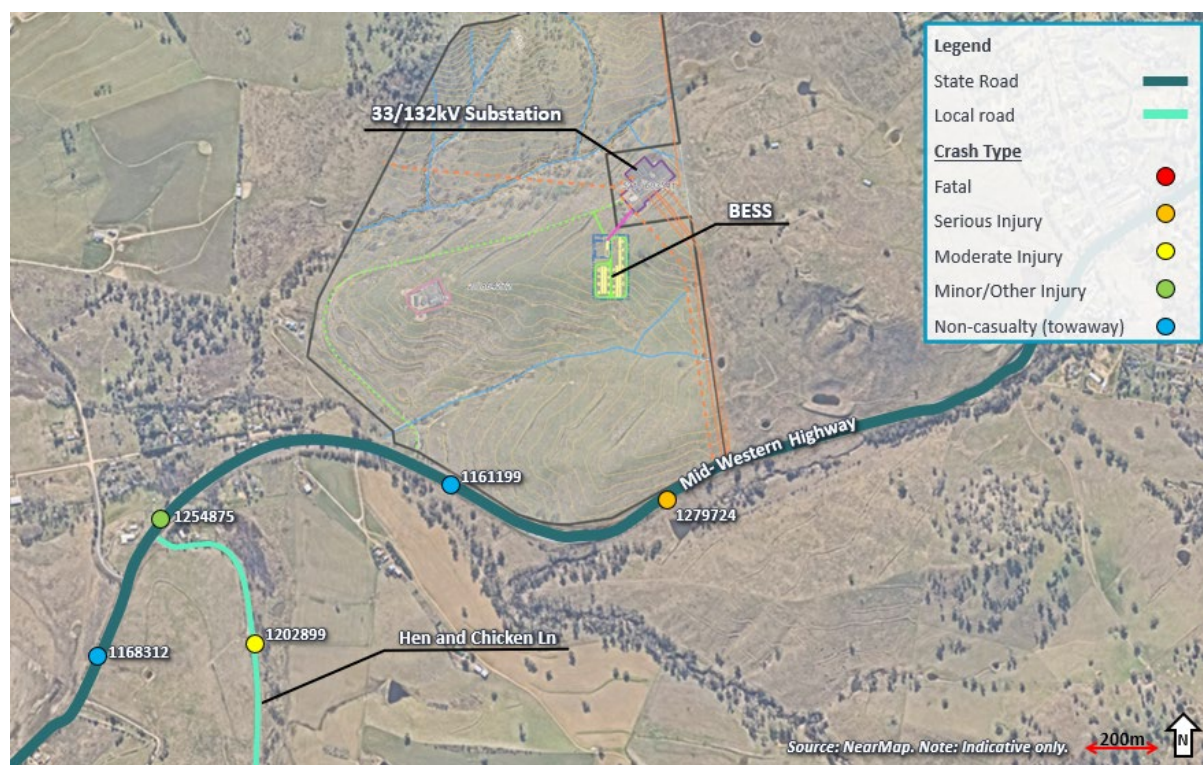 Legend
State Road
Local road
Crash Type
Fatal
Serious Injury
Moderate Injury
Minor/Other Injury
Non-casualty (towaway)
33/132kV Substation
BESS
Mid-Western Highway
1161199
1279724
1254875
1202899
1168312
Hen and Chicken Ln
Source: NearMap. Note: Indicative only.
200m
N